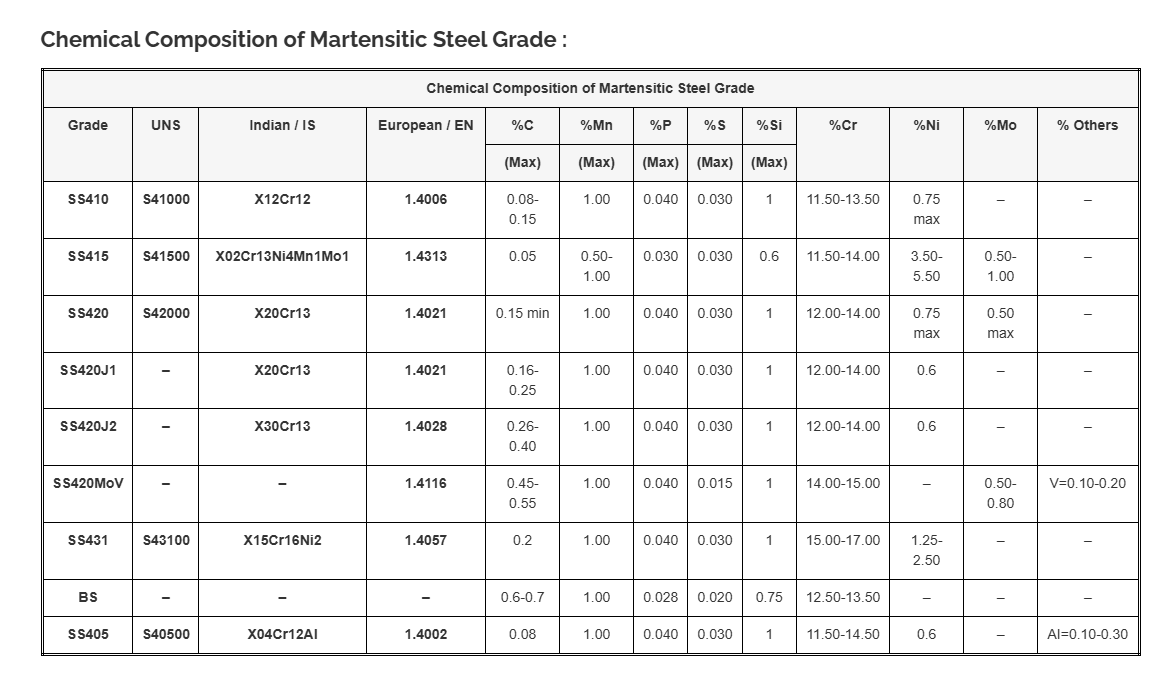 Chemical Composition of Martensitic Steel Grade :
Chemical Composition of Martensitic Steel Grade
Grade UNS Indian / IS European / EN %C %Mn %P %S %Si %Cr %Ni %Mo % Others
(Max) (Max) (Max) (Max) (Max)
SS410 S41000 X12Cr12 1.4006 0.08- 1.00 0.040 0.030 1 11.50-13.50 0.75 – –
0.15 max
SS415 S41500 X02Cr13Ni4Mn1Mo1 1.4313 0.05 0.50- 0.030 0.030 0.6 11.50-14.00 3.50- 0.50- –
1.00 5.50 1.00
SS420 S42000 X20Cr13 1.4021 0.15 min 1.00 0.040 0.030 1 12.00-14.00 0.75 0.50 –
max max
SS420J1 – X20Cr13 1.4021 0.16- 1.00 0.040 0.030 1 12.00-14.00 0.6 – –
0.25
SS420J2 – X30Cr13 1.4028 0.26- 1.00 0.040 0.030 1 12.00-14.00 0.6 – –
0.40
SS420MoV – – 1.4116 0.45- 1.00 0.040 0.015 1 14.00-15.00 – 0.50- V=0.10-0.20
0.55 0.80
SS431 S43100 X15Cr16Ni2 1.4057 0.2 1.00 0.040 0.030 1 15.00-17.00 1.25- – –
2.50
BS – – – 0.6-0.7 1.00 0.028 0.020 0.75 12.50-13.50 – – –
SS405 S40500 X04Cr12Al 1.4002 0.08 1.00 0.040 0.030 1 11.50-14.50 0.6 – Al=0.10-0.30